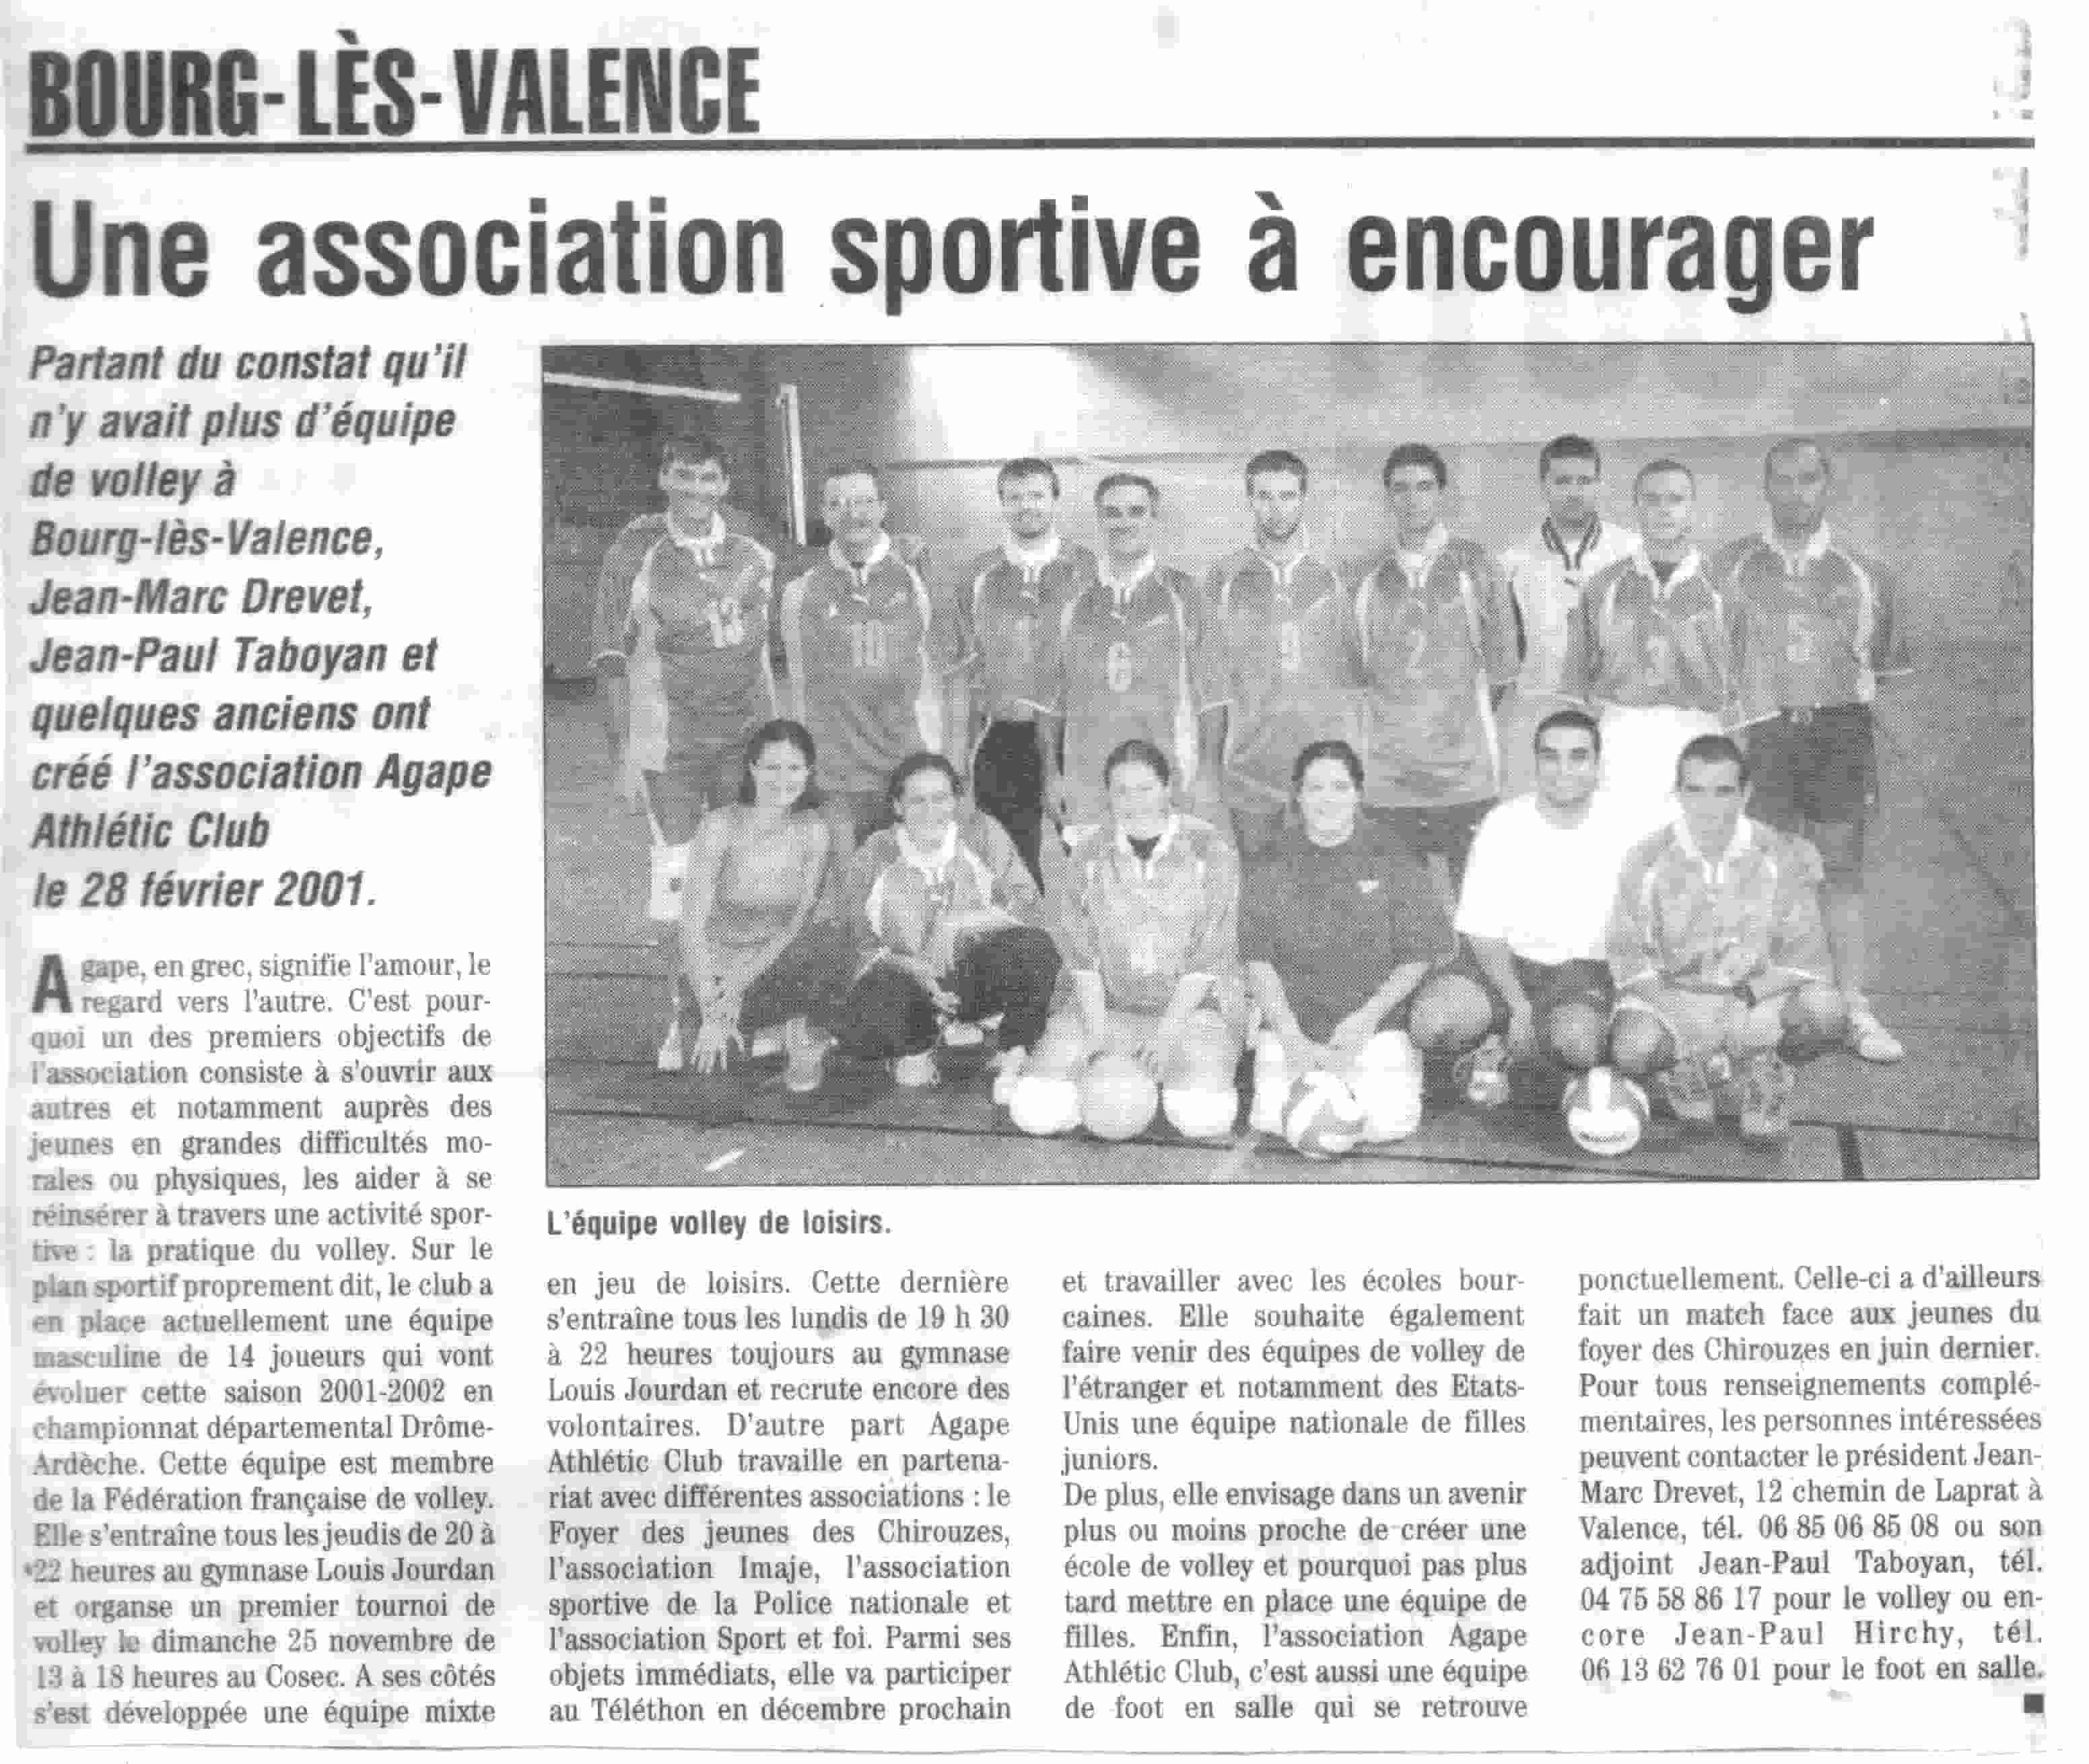 BOURG-LÈS-VALENCE
Une association sportive à encourager
Partant du constat qu'il
n'y avait plus d'équipe
de volley à
Bourg-lès-Valence,
Jean-Marc Drevet,
Jean-Paul Taboyan et
quelques anciens ont
créé l'association Agape
Athlétic Club
le 28 février 2001.
Agape, en grec, signifie l'amour, le
regard vers l'autre. C'est pour-
quoi un des premiers objectifs de
l'association consiste à s'ouvrir aux
autres et notamment auprès des
jeunes en grandes difficultés mo-
rales ou physiques, les aider à se
réinsérer à travers une activité spor-
tive : la pratique du volley. Sur le
plan sportif proprement dit, le club a
en place actuellement une équipe
masculine de 14 joueurs qui vont
évoluer cette saison 2001-2002 en
championnat départemental Drôme-
Ardèche. Cette équipe est membre
de la Fédération française de volley.
Elle s'entraîne tous les jeudis de 20 à
22 heures au gymnase Louis Jourdan
et organse un premier tournoi de
volley le dimanche 25 novembre de
13 à 18 heures au Cosec. A ses côtés
s'est développée une équipe mixte
13
10
6
9
7
L'équipe volley de loisirs.
en jeu de loisirs. Cette dernière
s'entraîne tous les lundis de 19 h 30
à 22 heures toujours au gymnase
Louis Jourdan et recrute encore des
volontaires. D'autre part Agape
Athlétic Club travaille en partena-
riat avec différentes associations : le
Foyer des jeunes des Chirouzes,
l'association Imaje, l'association
sportive de la Police nationale et
l'association Sport et foi. Parmi ses
objets immédiats, elle va participer
au Téléthon en décembre prochain
et travailler avec les écoles bour-
caines. Elle souhaite également
faire venir des équipes de volley de
l'étranger et notamment des Etats-
Unis une équipe nationale de filles
juniors.
De plus, elle envisage dans un avenir
plus ou moins proche de créer une
école de volley et pourquoi pas plus
tard mettre en place une équipe de
filles. Enfin, l'association Agape
Athlétic Club, c'est aussi une équipe
de foot en salle qui se retrouve
ponctuellement. Celle-ci a d'ailleurs
fait un match face aux jeunes du
foyer des Chirouzes en juin dernier.
Pour tous renseignements complé-
mentaires, les personnes intéressées
peuvent contacter le président Jean-
Marc Drevet, 12 chemin de Laprat à
Valence, tél. 06 85 06 85 08 ou son
adjoint Jean-Paul Taboyan, tél.
04 75 58 86 17 pour le volley ou en-
core Jean-Paul Hirchy, tél.
06 13 62 76 01 pour le foot en salle.